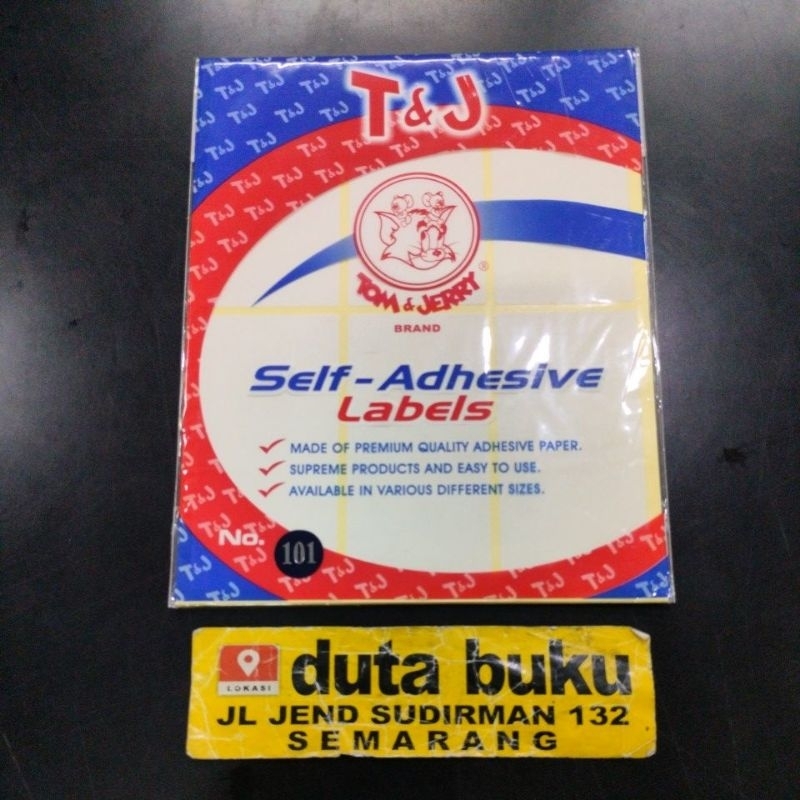 T&J
TOM & JERRY ®
BRAND
Self-Adhesive
Labels
MADE OF PREMIUM QUALITY ADHESIVE PAPER.
SUPREME PRODUCTS AND EASY TO USE.
AVAILABLE IN VARIOUS DIFFERENT SIZES.
No. 101
LOKASI
duta buku
JL JEND SUDIRMAN 132
SEMARANG